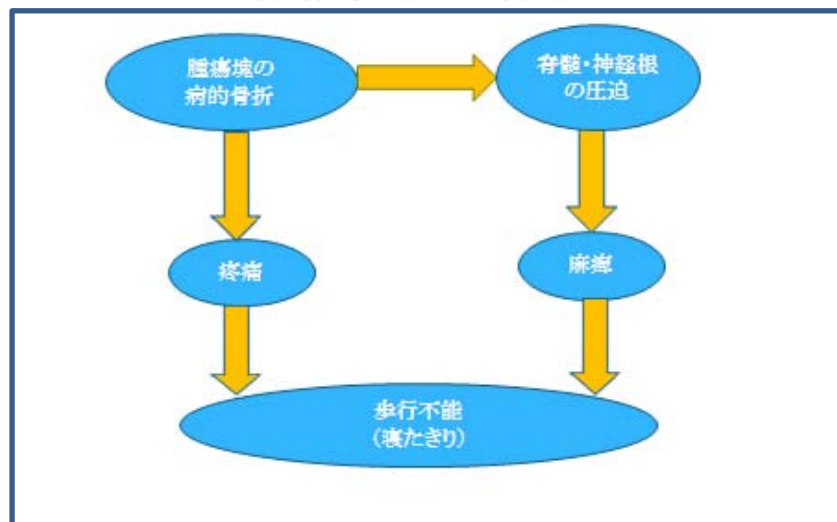 腫瘍塊の
病的骨折
脊髄・神経根
の圧迫
疼痛
麻痺
歩行不能
(寝たきり)